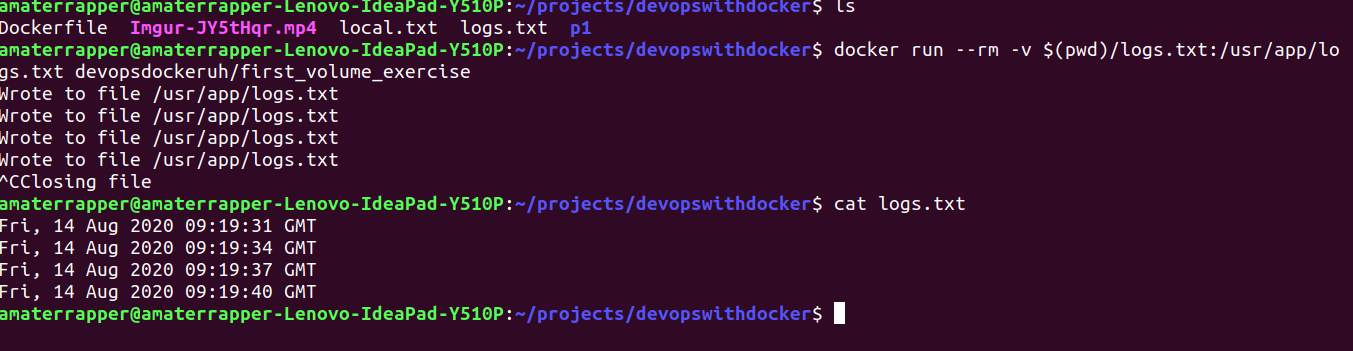 amaterrapper@amaterrapper-Lenovo-IdeaPad-Y510P:~/projects/devopswithdocker$ ls
Dockerfile  Imgur-JY5tHqr.mp4  local.txt  logs.txt  p1
amaterrapper@amaterrapper-Lenovo-IdeaPad-Y510P:~/projects/devopswithdocker$ docker run --rm -v $(pwd)/logs.txt:/usr/app/lo
gs.txt devopsdockeruh/first_volume_exercise
Wrote to file /usr/app/logs.txt
Wrote to file /usr/app/logs.txt
Wrote to file /usr/app/logs.txt
Wrote to file /usr/app/logs.txt
^CClosing file
amaterrapper@amaterrapper-Lenovo-IdeaPad-Y510P:~/projects/devopswithdocker$ cat logs.txt
Fri, 14 Aug 2020 09:19:31 GMT
Fri, 14 Aug 2020 09:19:34 GMT
Fri, 14 Aug 2020 09:19:37 GMT
Fri, 14 Aug 2020 09:19:40 GMT
amaterrapper@amaterrapper-Lenovo-IdeaPad-Y510P:~/projects/devopswithdocker$